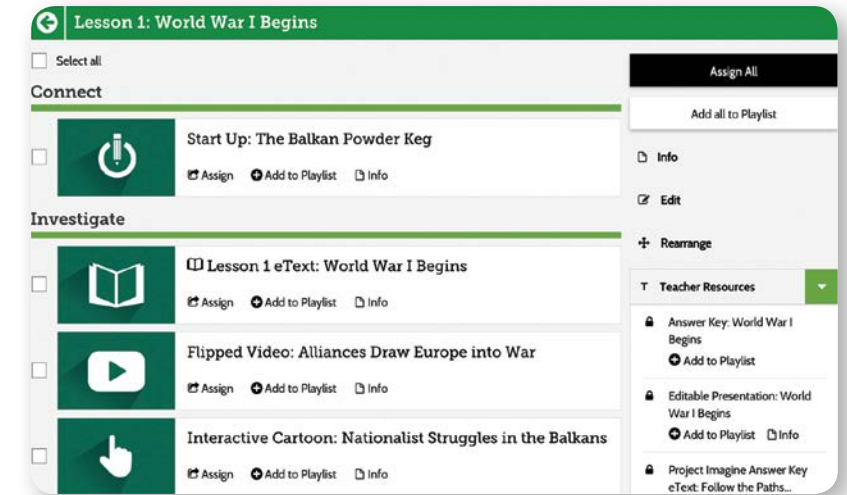 Lesson 1: World War I Begins
Select all
Connect
Start Up: The Balkan Powder Keg
Assign Add to Playlist Info
Investigate
Lesson 1 eText: World War I Begins
Assign Add to Playlist Info
Flipped Video: Alliances Draw Europe into War
Assign Add to Playlist Info
Interactive Cartoon: Nationalist Struggles in the Balkans
Assign Add to Playlist Info
Assign All
Add all to Playlist
Info
Edit
Rearrange
T Teacher Resources
Answer Key: World War I
Begins
Add to Playlist
Editable Presentation: World
War I Begins
Add to Playlist Info
Project Imagine Answer Key
eText: Follow the Paths...